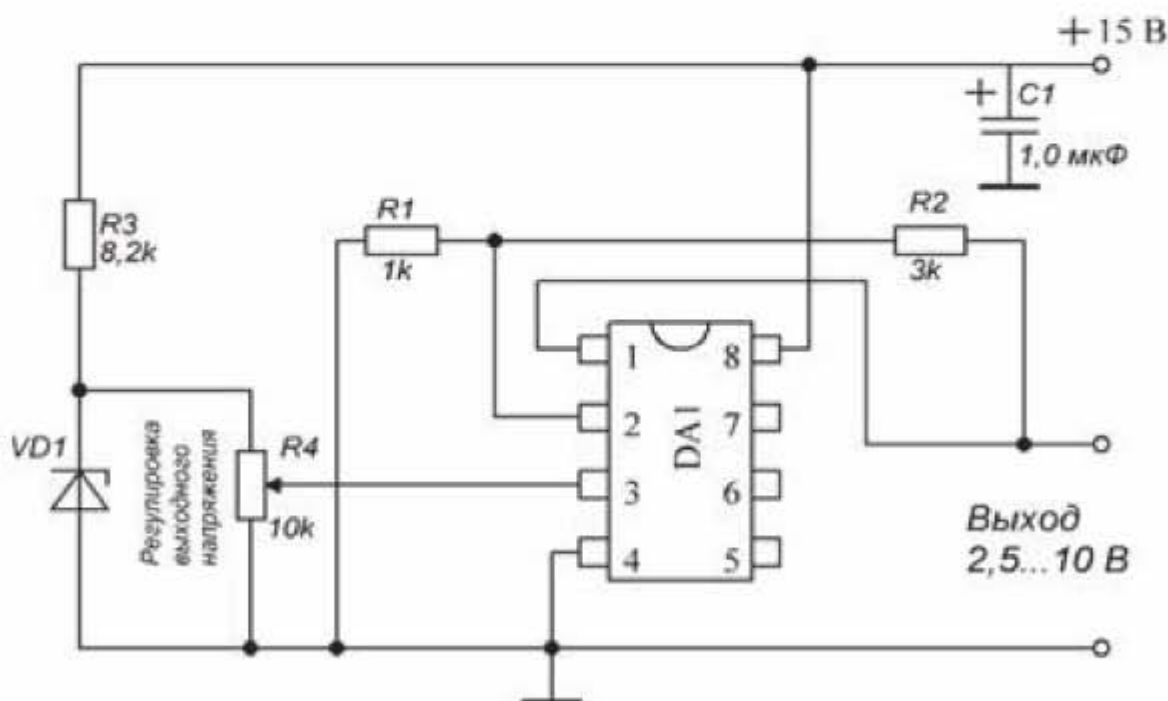 + 15 В
+ C1
1,0 мкФ
R3
8,2k
R1
1k
R2
3k
VD1
Регулировка
выходного
напряжения
R4
10k
1
2
3
4
DA1
8
7
6
5
Выход
2,5...10 В